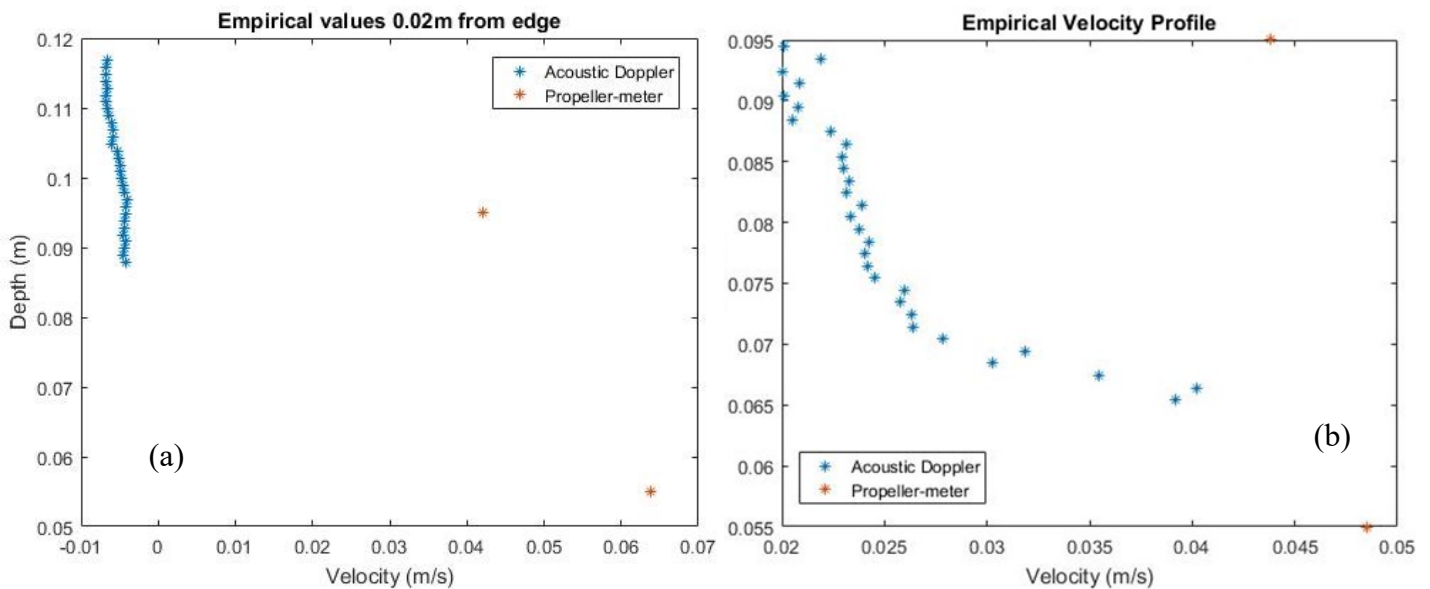 Empirical values 0.02m from edge
0.12
0.11
0.1
0.09
0.08
0.07
0.06
0.05
Depth (m)
Acoustic Doppler
Propeller-meter
(a)
-0.01 0 0.01 0.02 0.03 0.04 0.05 0.06 0.07
Velocity (m/s)
Empirical Velocity Profile
0.095
0.09
0.085
0.08
0.075
0.07
0.065
0.06
0.055
(b)
Acoustic Doppler
Propeller-meter
0.02 0.025 0.03 0.035 0.04 0.045 0.05
Velocity (m/s)